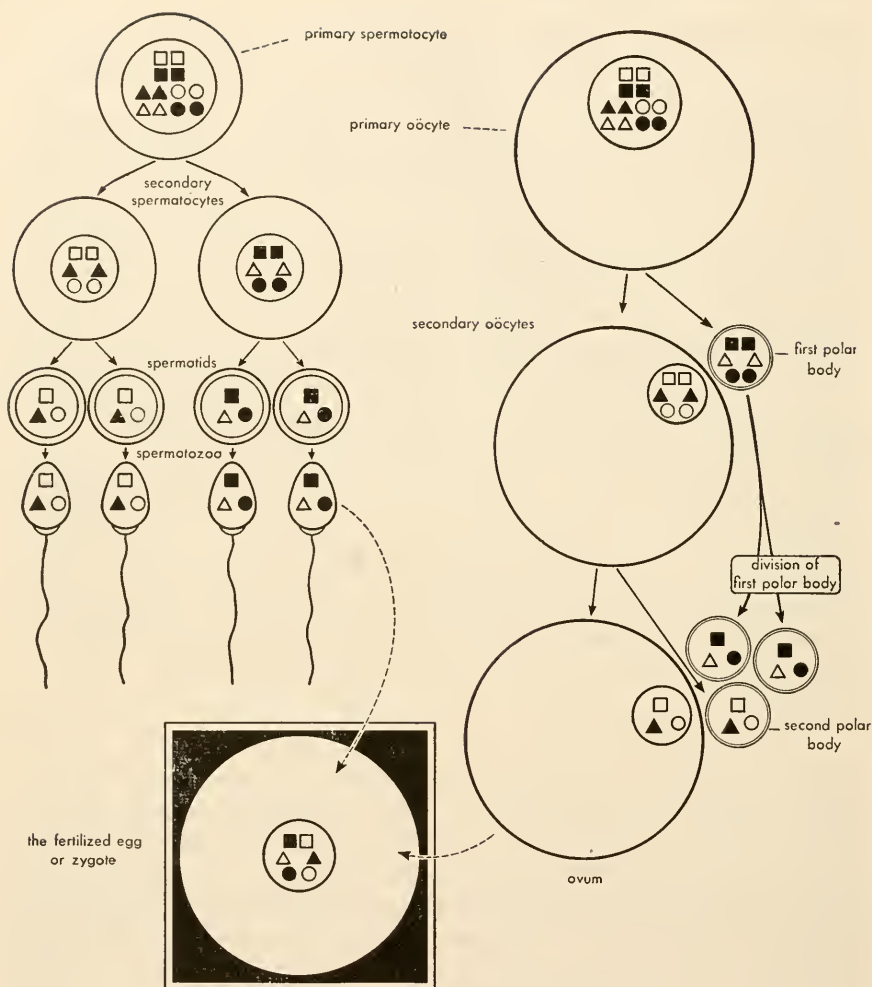 primary spermatocyte
primary oöcyte
secondary
spermatocytes
secondary oöcytes
first polar
body
spermatids
spermatozoa
division of
first polar body
second polar
body
the fertilized egg
or zygote
ovum